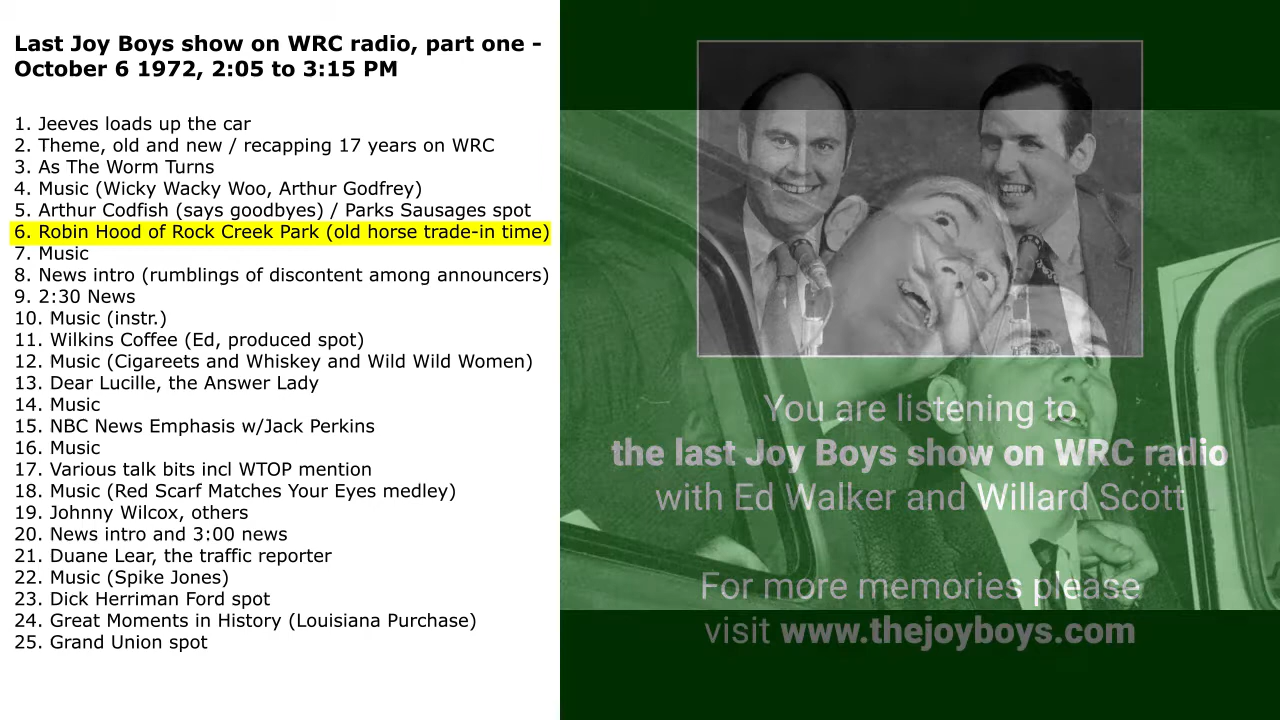 Last Joy Boys show on WRC radio, part one -
October 6 1972, 2:05 to 3:15 PM
1. Jeeves loads up the car
2. Theme, old and new / recapping 17 years on WRC
3. As The Worm Turns
4. Music (Wicky Wacky Woo, Arthur Godfrey)
5. Arthur Codfish (says goodbyes) / Parks Sausages spot
6. Robin Hood of Rock Creek Park (old horse trade-in time)
7. Music
8. News intro (rumblings of discontent among announcers)
9. 2:30 News
10. Music (instr.)
11. Wilkins Coffee (Ed, produced spot)
12. Music (Cigareets and Whiskey and Wild Wild Women)
13. Dear Lucille, the Answer Lady
14. Music
15. NBC News Emphasis w/Jack Perkins
16. Music
17. Various talk bits incl WTOP mention
18. Music (Red Scarf Matches Your Eyes medley)
19. Johnny Wilcox, others
20. News intro and 3:00 news
21. Duane Lear, the traffic reporter
22. Music (Spike Jones)
23. Dick Herriman Ford spot
24. Great Moments in History (Louisiana Purchase)
25. Grand Union spot
You are listening to
the last Joy Boys show on WRC radio
with Ed Walker and Willard Scott
For more memories please
visit www.thejoyboys.com